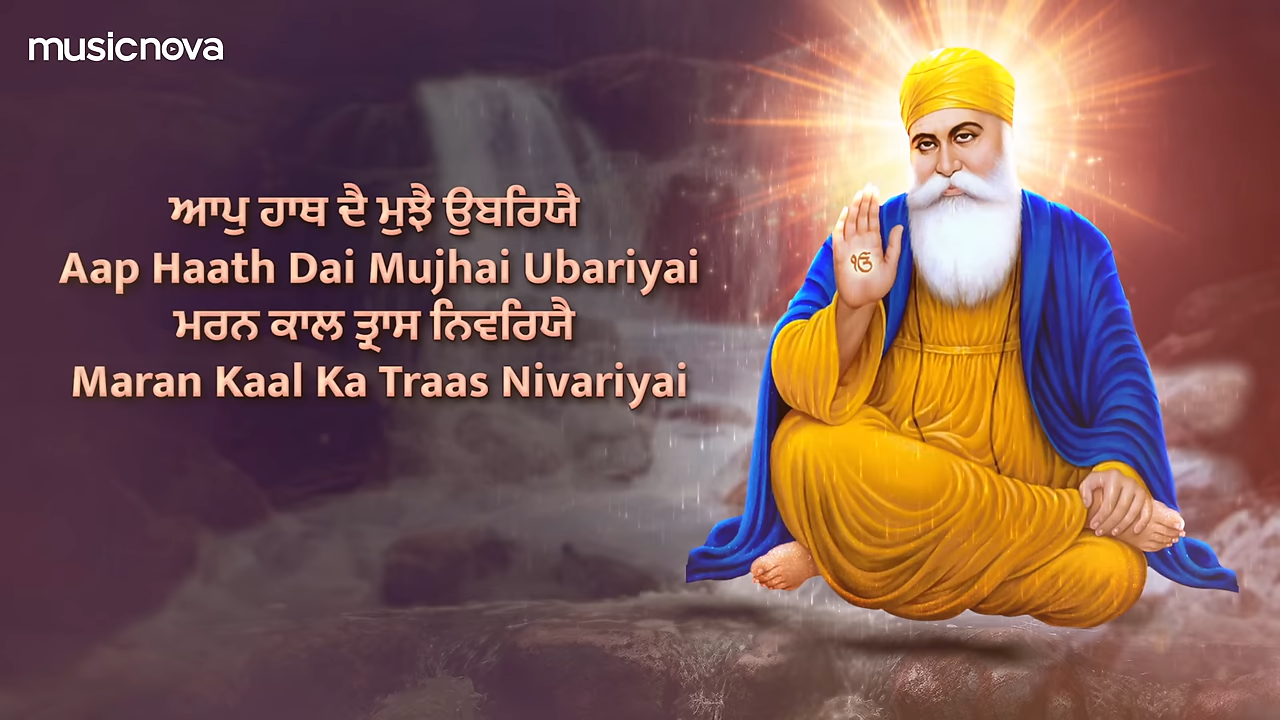 musicnova
ਆਪੁ ਹਾਥ ਦੈ ਮੁਝੈ ਉਬਰਿਯੈ
Aap Haath Dai Mujhai Ubariyai
ਮਰਨ ਕਾਲ ਤ੍ਰਾਸ ਨਿਵਰਿਯੈ
Maran Kaal Ka Traas Nivariyai
ੴ